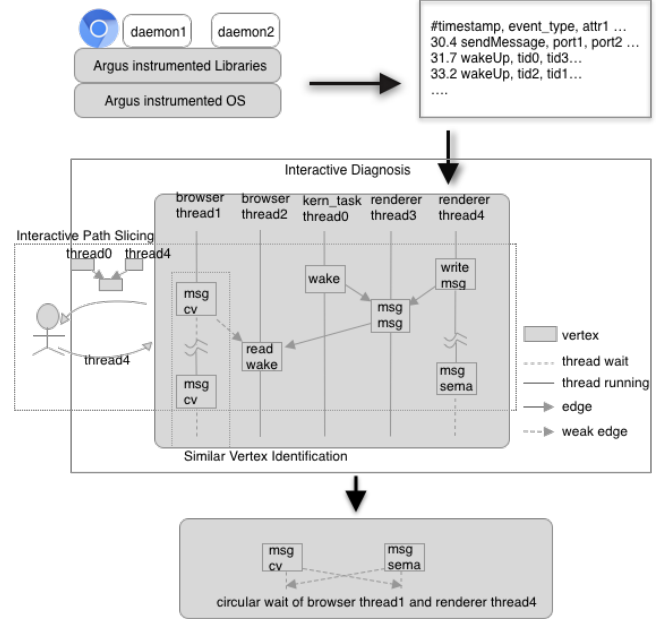 daemon1
daemon2
Argus instrumented Libraries
Argus instrumented OS
#timestamp, event_type, attr1 ...
30.4 sendMessage, port1, port2 ...
31.7 wakeUp, tid0, tid3...
33.2 wakeUp, tid2, tid1...
....
Interactive Diagnosis
browser
thread1
browser
thread2
kern_task
thread0
renderer
thread3
renderer
thread4
Interactive Path Slicing
thread0
thread4
thread4
msg
cv
msg
cv
read
wake
wake
msg
msg
write
msg
msg
sema
vertex
thread wait
thread running
edge
weak edge
Similar Vertex Identification
msg
cv
msg
sema
circular wait of browser thread1 and renderer thread4